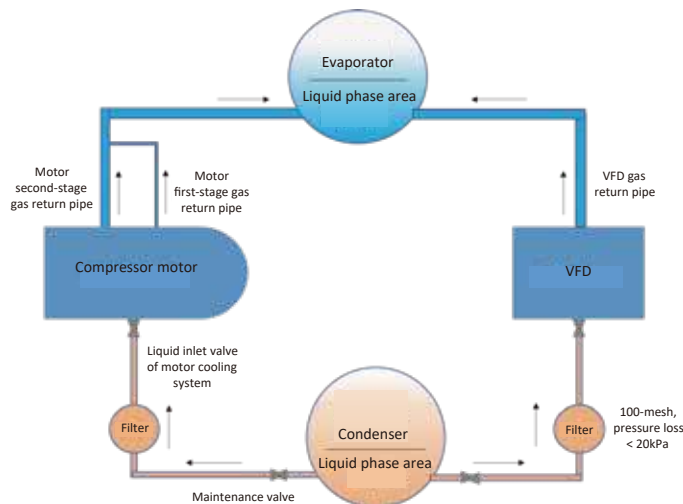 Evaporator
Liquid phase area
Motor
second-stage
gas return pipe
Motor
first-stage gas
return pipe
VFD gas
return pipe
Compressor motor
VFD
Liquid inlet valve
of motor cooling
system
Filter
Condenser
Liquid phase area
Filter
100-mesh,
pressure loss
< 20kPa
Maintenance valve